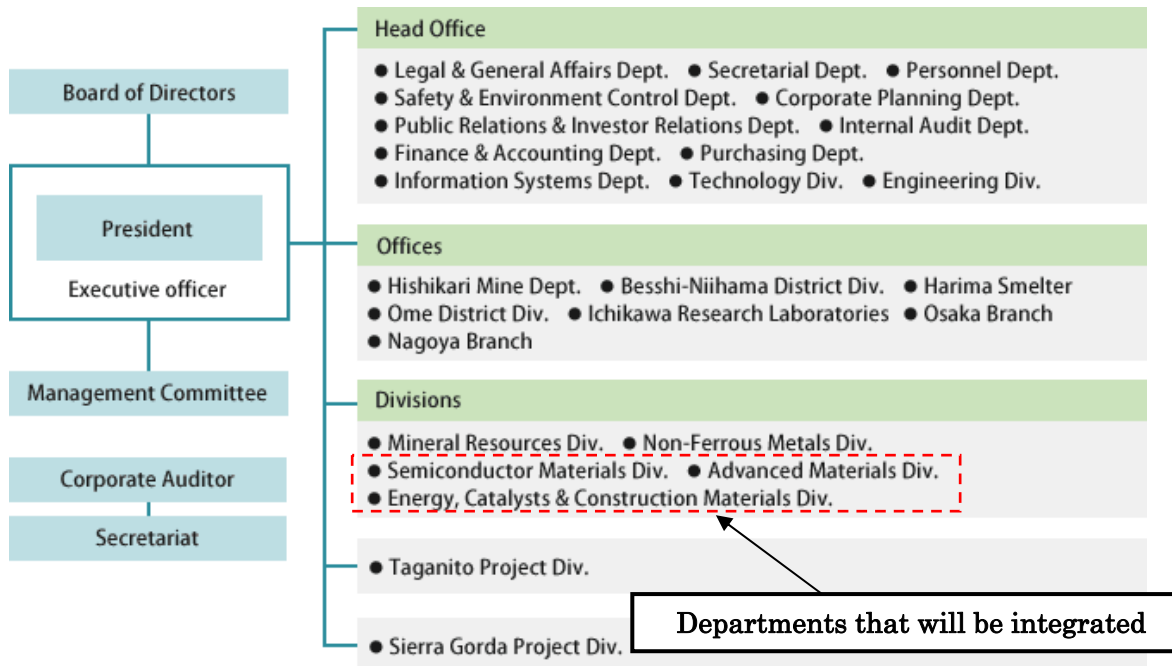 Board of Directors
President
Executive officer
Management Committee
Corporate Auditor
Secretariat
Head Office
● Legal & General Affairs Dept. ● Secretarial Dept. ● Personnel Dept.
● Safety & Environment Control Dept. ● Corporate Planning Dept.
● Public Relations & Investor Relations Dept. ● Internal Audit Dept.
● Finance & Accounting Dept. ● Purchasing Dept.
● Information Systems Dept. ● Technology Div. ● Engineering Div.
Offices
● Hishikari Mine Dept. ● Besshi-Niihama District Div. ● Harima Smelter
● Ome District Div. ● Ichikawa Research Laboratories ● Osaka Branch
● Nagoya Branch
Divisions
● Mineral Resources Div. ● Non-Ferrous Metals Div.
● Semiconductor Materials Div. ● Advanced Materials Div.
● Energy, Catalysts & Construction Materials Div.
● Taganito Project Div.
Departments that will be integrated
● Sierra Gorda Project Div.